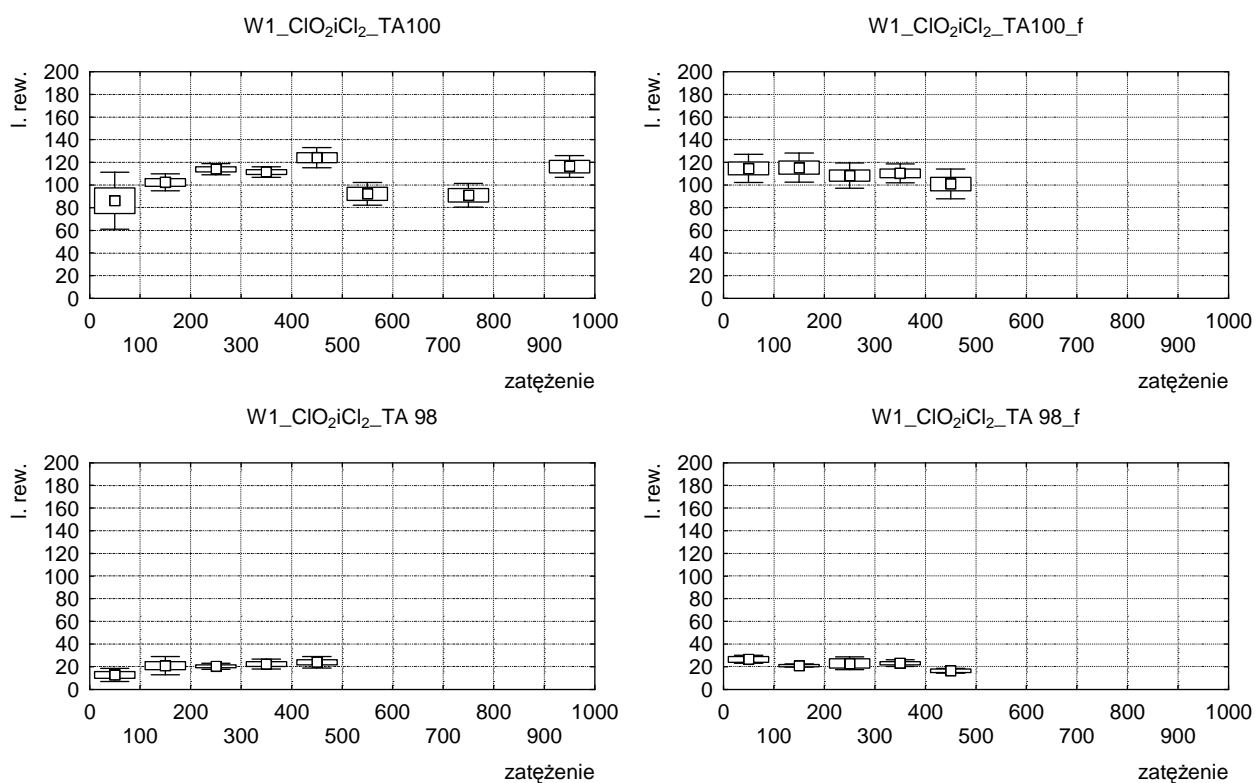 W1_ClO₂iCl₂_TA100
l. rew.
200
180
160
140
120
100
80
60
40
20
0
0 200 400 600 800 1000
100 300 500 700 900
zatężenie
W1_ClO₂iCl₂_TA100_f
l. rew.
200
180
160
140
120
100
80
60
40
20
0
0 200 400 600 800 1000
100 300 500 700 900
zatężenie
W1_ClO₂iCl₂_TA 98
l. rew.
200
180
160
140
120
100
80
60
40
20
0
0 200 400 600 800 1000
100 300 500 700 900
zatężenie
W1_ClO₂iCl₂_TA 98_f
l. rew.
200
180
160
140
120
100
80
60
40
20
0
0 200 400 600 800 1000
100 300 500 700 900
zatężenie